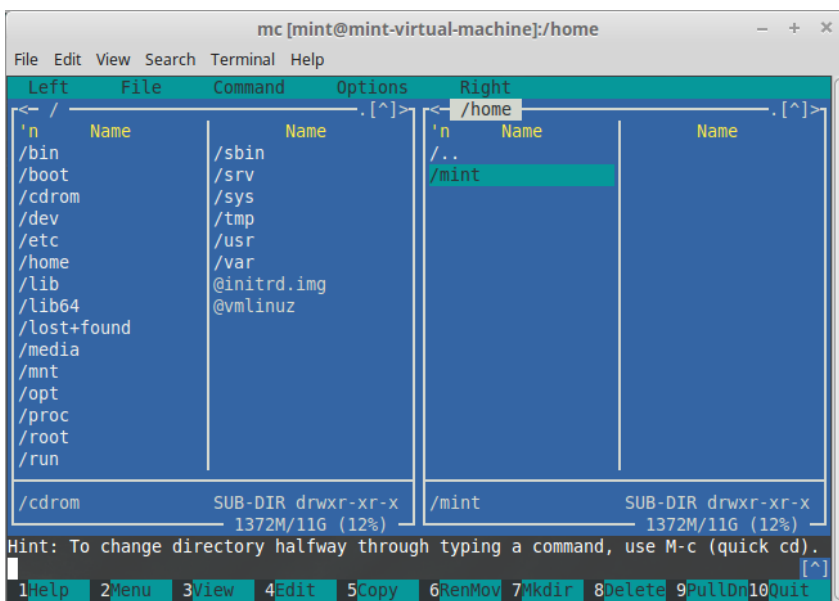 mc [mint@mint-virtual-machine]:/home
File Edit View Search Terminal Help
Left File Command Options Right
<- / .[^]>
'n Name Name
/bin /sbin
/boot /srv
/cdrom /sys
/dev /tmp
/etc /usr
/home /var
/lib @initrd.img
/lib64 @vmlinuz
/lost+found
/media
/mnt
/opt
/proc
/root
/run
/cdrom SUB-DIR drwxr-xr-x
1372M/11G (12%)
<- /home .[^]>
'n Name Name
/..
/mint
/mint SUB-DIR drwxr-xr-x
1372M/11G (12%)
Hint: To change directory halfway through typing a command, use M-c (quick cd).
[^]
1Help 2Menu 3View 4Edit 5Copy 6RenMov 7Mkdir 8Delete 9PullDn 10Quit